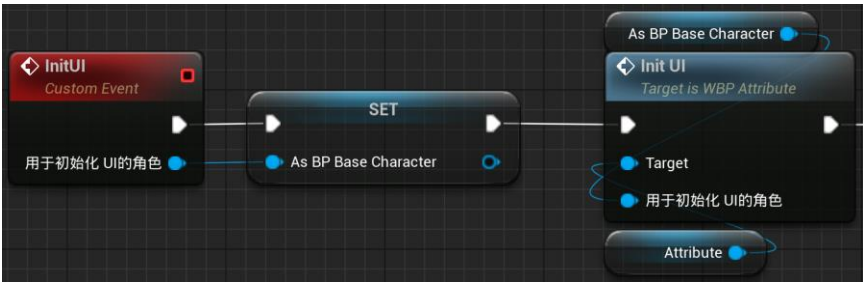 InitUI
Custom Event
用于初始化 UI的角色
SET
As BP Base Character
As BP Base Character
Init UI
Target is WBP Attribute
Target
用于初始化 UI的角色
Attribute